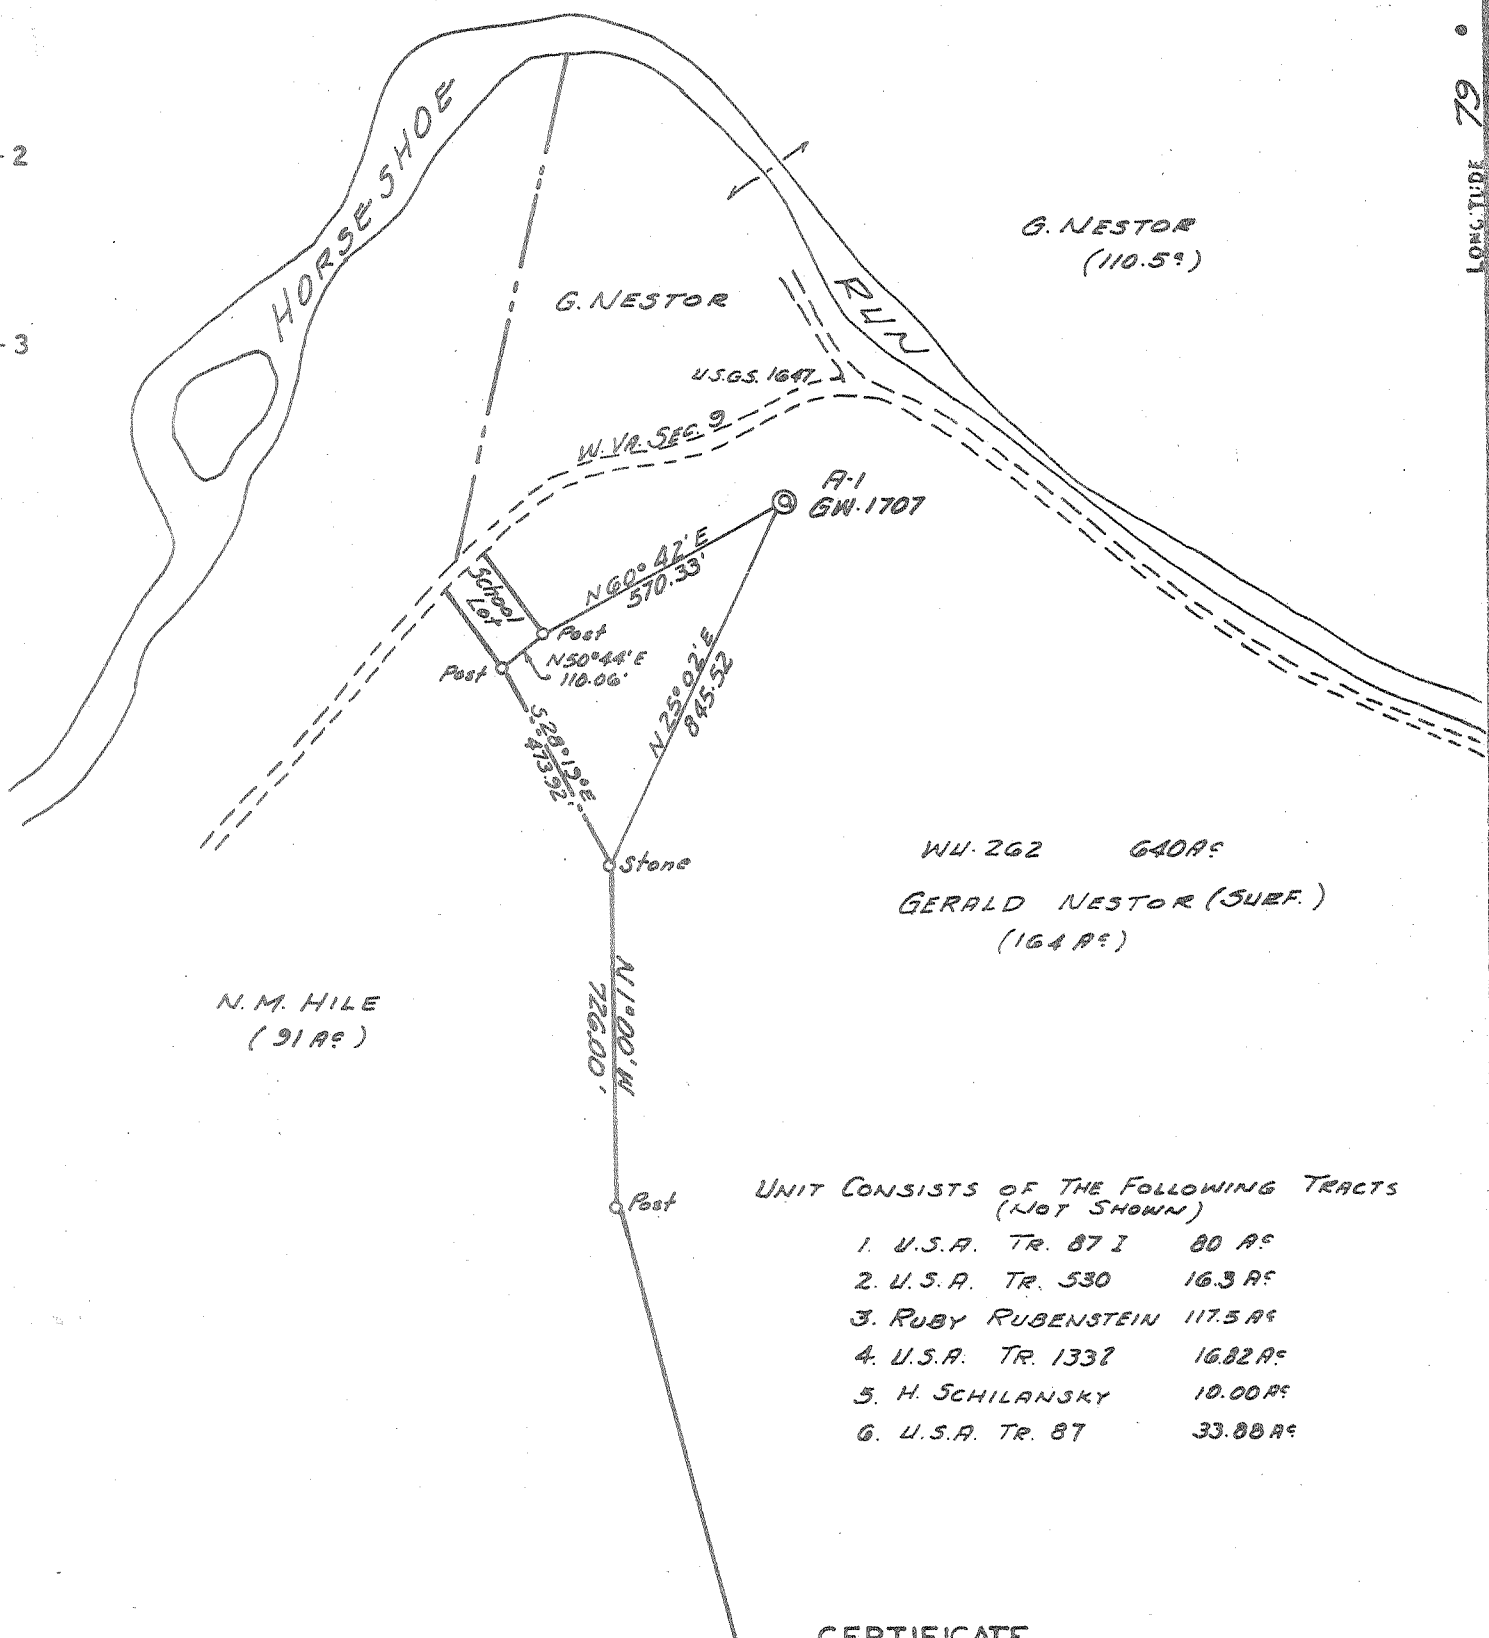 LONGITUDE 79
-2
HORSE SHOE
G. NESTOR
(110.5 Ac)
-3
G. NESTOR
RUN
U.S.G.S. 1647
W. VA. SEC. 9
A-1
GW-1707
N 60° 42' E
570.33'
School
Lot
Post
N50°44'E
110.06'
Post
N 25° 02' E
845.52
S 28° 19' E
473.92'
Stone
WU-262 640 Ac
GERALD NESTOR (SURF.)
(164 Ac)
N. M. HILE
(91 Ac)
N 1° 00' W
726.00'
UNIT CONSISTS OF THE FOLLOWING TRACTS
(NOT SHOWN)
Post
1. U.S.A. TR. 87 I 80 Ac
2. U.S.A. TR. 530 16.3 Ac
3. RUBY RUBENSTEIN 117.5 Ac
4. U.S.A. TR. 16.82 Ac
5. H. SCHILANSKY 10.00 Ac
6. U.S.A. TR. 87 33.88 Ac
CERTIFICATE